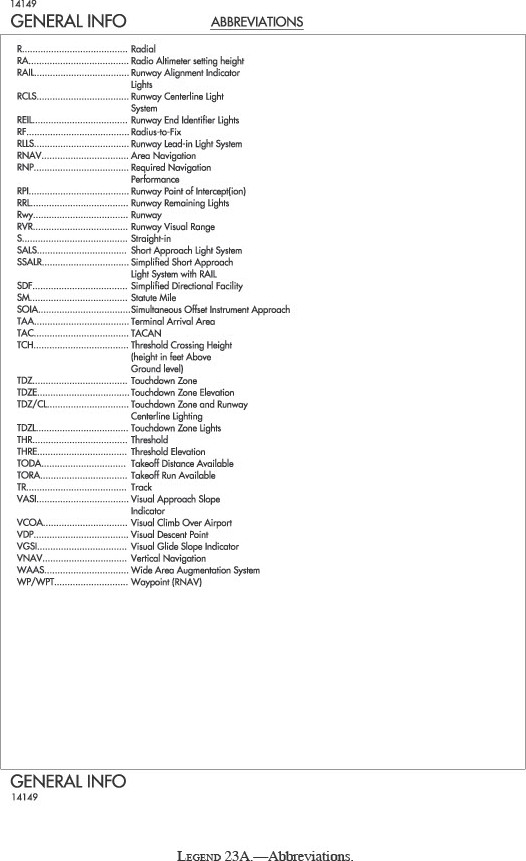 14149
GENERAL INFO ABBREVIATIONS
R........................................ Radial
RA...................................... Radio Altimeter setting height
RAIL.................................... Runway Alignment Indicator
Lights
RCLS................................... Runway Centerline Light
System
REIL.................................... Runway End Identifier Lights
RF....................................... Radius-to-Fix
RLLS.................................... Runway Lead-in Light System
RNAV................................. Area Navigation
RNP.................................... Required Navigation
Performance
RPI...................................... Runway Point of Intercept(ion)
RRL..................................... Runway Remaining Lights
Rwy.................................... Runway
RVR.................................... Runway Visual Range
S........................................ Straight-in
SALS.................................. Short Approach Light System
SSALR................................. Simplified Short Approach
Light System with RAIL
SDF.................................... Simplified Directional Facility
SM..................................... Statute Mile
SOIA...................................Simultaneous Offset Instrument Approach
TAA.................................... Terminal Arrival Area
TAC.................................... TACAN
TCH.................................... Threshold Crossing Height
(height in feet Above
Ground level)
TDZ.................................... Touchdown Zone
TDZE................................... Touchdown Zone Elevation
TDZ/CL............................... Touchdown Zone and Runway
Centerline Lighting
TDZL................................... Touchdown Zone Lights
THR.................................... Threshold
THRE.................................. Threshold Elevation
TODA................................ Takeoff Distance Available
TORA................................. Takeoff Run Available
TR...................................... Track
VASI................................... Visual Approach Slope
Indicator
VCOA................................ Visual Climb Over Airport
VDP.................................... Visual Descent Point
VGSI.................................. Visual Glide Slope Indicator
VNAV................................ Vertical Navigation
WAAS................................ Wide Area Augmentation System
WP/WPT............................ Waypoint (RNAV)
GENERAL INFO
14149
LEGEND 23A.—Abbreviations.